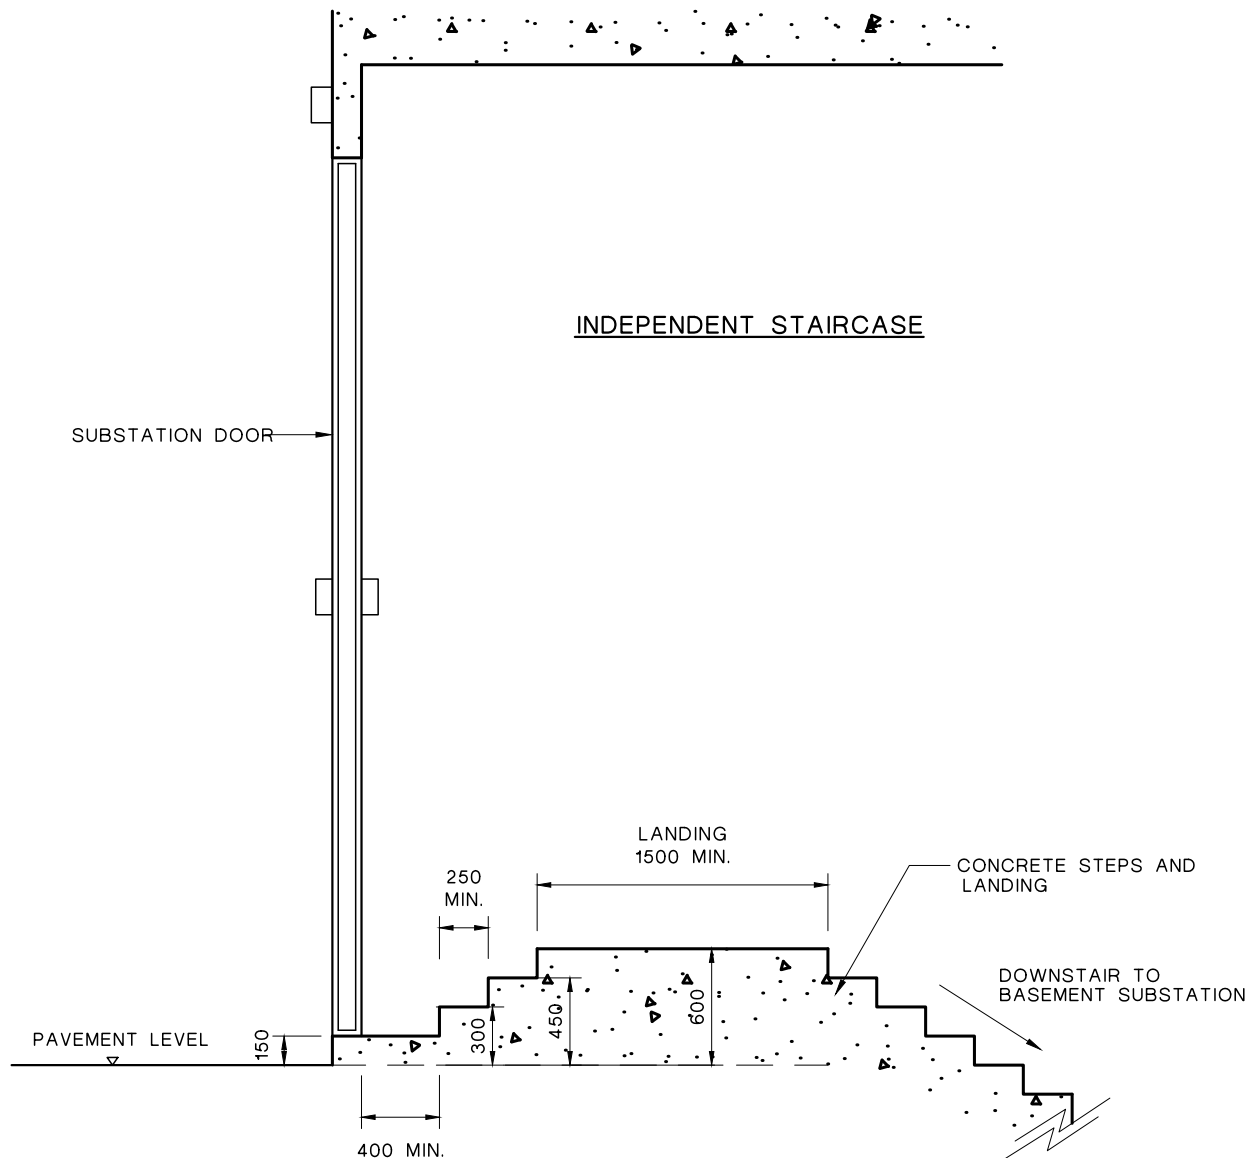 INDEPENDENT STAIRCASE
SUBSTATION DOOR
LANDING
1500 MIN.
250
MIN.
CONCRETE STEPS AND
LANDING
DOWNSTAIR TO
BASEMENT SUBSTATION
PAVEMENT LEVEL
150
300
450
600
400 MIN.